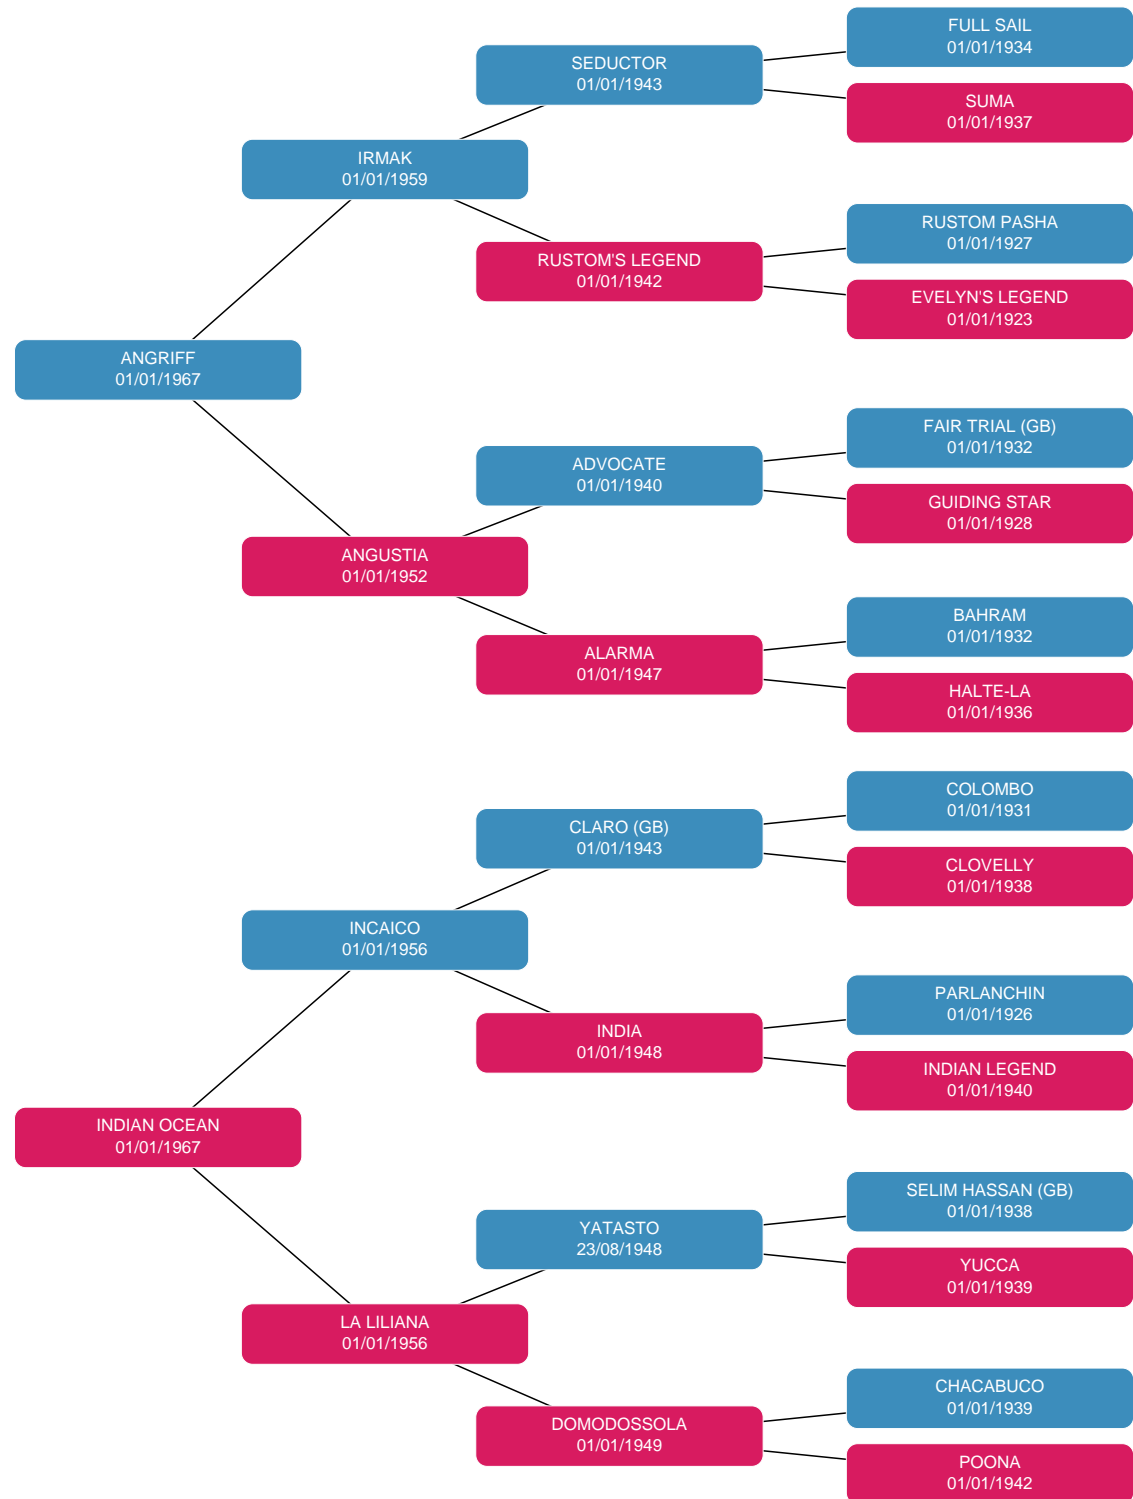 FULL SAIL
01/01/1934
SEDUCTOR
01/01/1943
SUMA
01/01/1937
IRMAK
01/01/1959
RUSTOM PASHA
01/01/1927
RUSTOM'S LEGEND
01/01/1942
EVELYN'S LEGEND
01/01/1923
ANGRIFF
01/01/1967
FAIR TRIAL (GB)
01/01/1932
ADVOCATE
01/01/1940
GUIDING STAR
01/01/1928
ANGUSTIA
01/01/1952
BAHRAM
01/01/1932
ALARMA
01/01/1947
HALTE-LA
01/01/1936
COLOMBO
01/01/1931
CLARO (GB)
01/01/1943
CLOVELLY
01/01/1938
INCAICO
01/01/1956
PARLANCHIN
01/01/1926
INDIA
01/01/1948
INDIAN LEGEND
01/01/1940
INDIAN OCEAN
01/01/1967
SELIM HASSAN (GB)
01/01/1938
YATASTO
23/08/1948
YUCCA
01/01/1939
LA LILIANA
01/01/1956
CHACABUCO
01/01/1939
DOMODOSSOLA
01/01/1949
POONA
01/01/1942